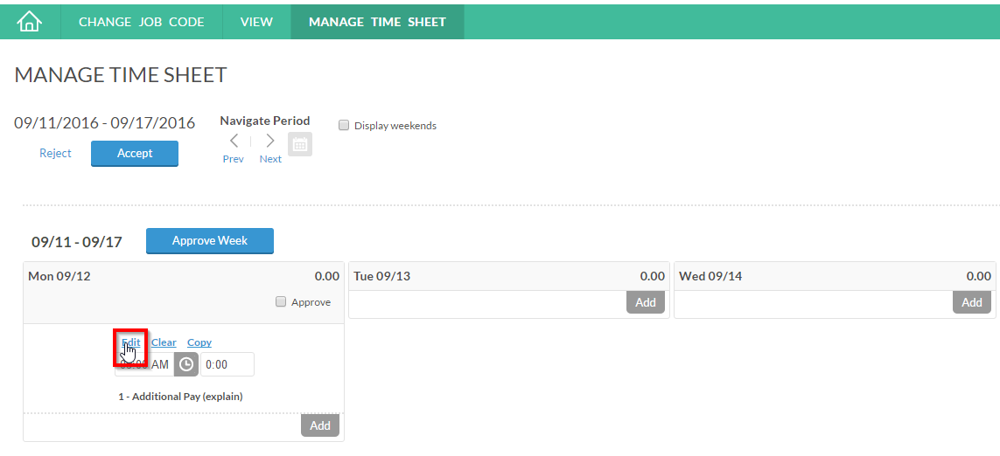 CHANGE JOB CODE VIEW MANAGE TIME SHEET
MANAGE TIME SHEET
09/11/2016 - 09/17/2016 Navigate Period Display weekends
Reject Accept
Prev Next
09/11 - 09/17 Approve Week
Mon 09/12 0.00 Tue 09/13 0.00 Wed 09/14 0.00
Approve Add Add
Edit Clear Copy
AM 0:00
1 - Additional Pay (explain)
Add